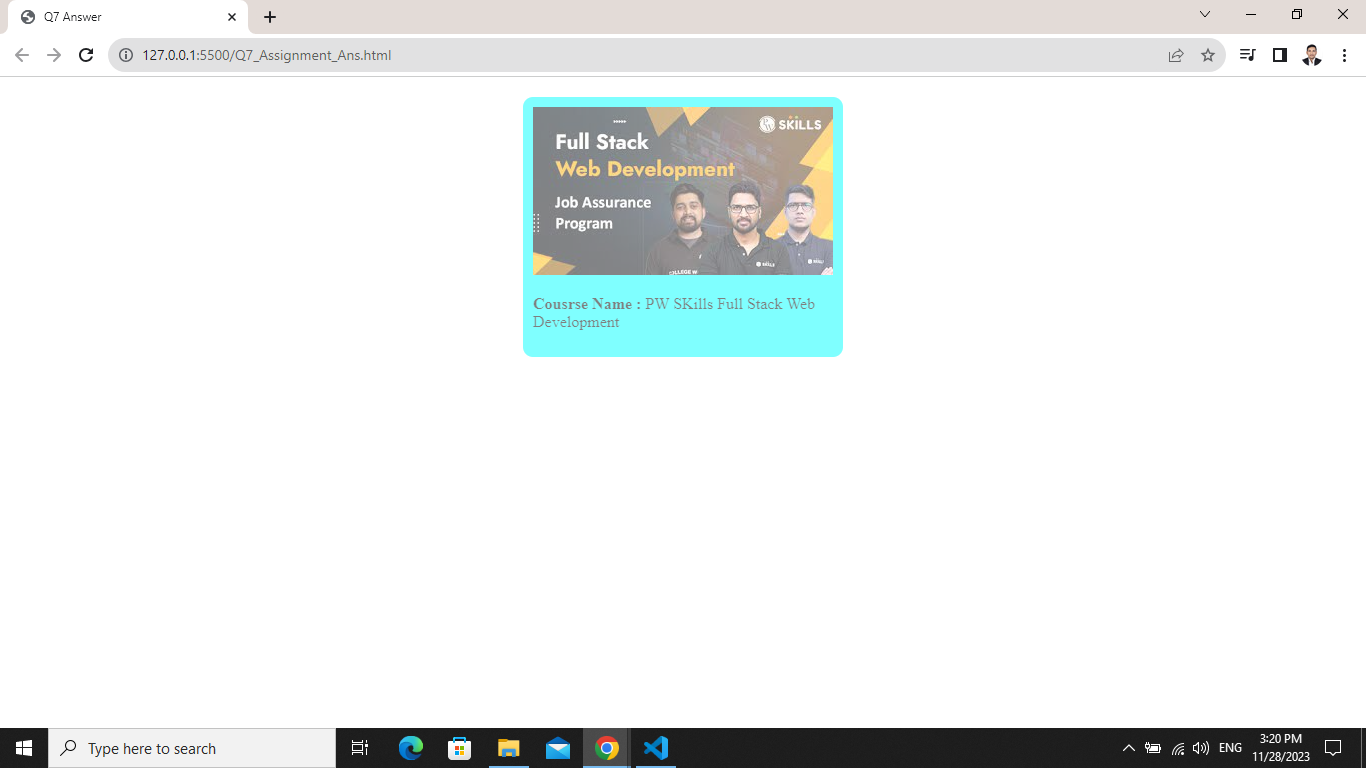 Q7 Answer
127.0.0.1:5500/Q7_Assignment_Ans.html
SKILLS
Full Stack
Web Development
Job Assurance
Program
SKILLS
SKILLS
COLLEGE W
Cousrse Name : PW SKills Full Stack Web
Development
Type here to search
ENG
3:20 PM
11/28/2023